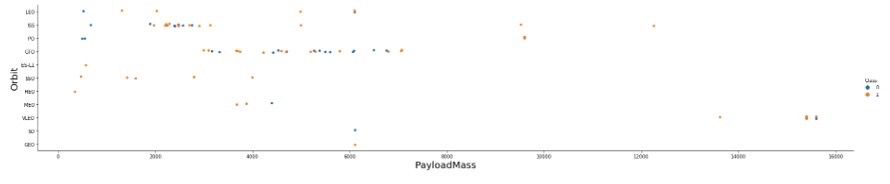 LEO
ISS
PO
GTO
ES-L1
SSO
HEO
MEO
VLEO
SO
GEO
Orbit
0
2000
4000
6000
8000
10000
12000
14000
16000
PayloadMass
Class
0
1